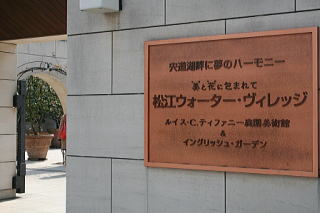 宍道湖畔に夢のハーモニー
美と花に包まれて
松江ウォーター・ヴィレッジ
ルイス・C.ティファニー庭園美術館
&
イングリッシュ・ガーデン